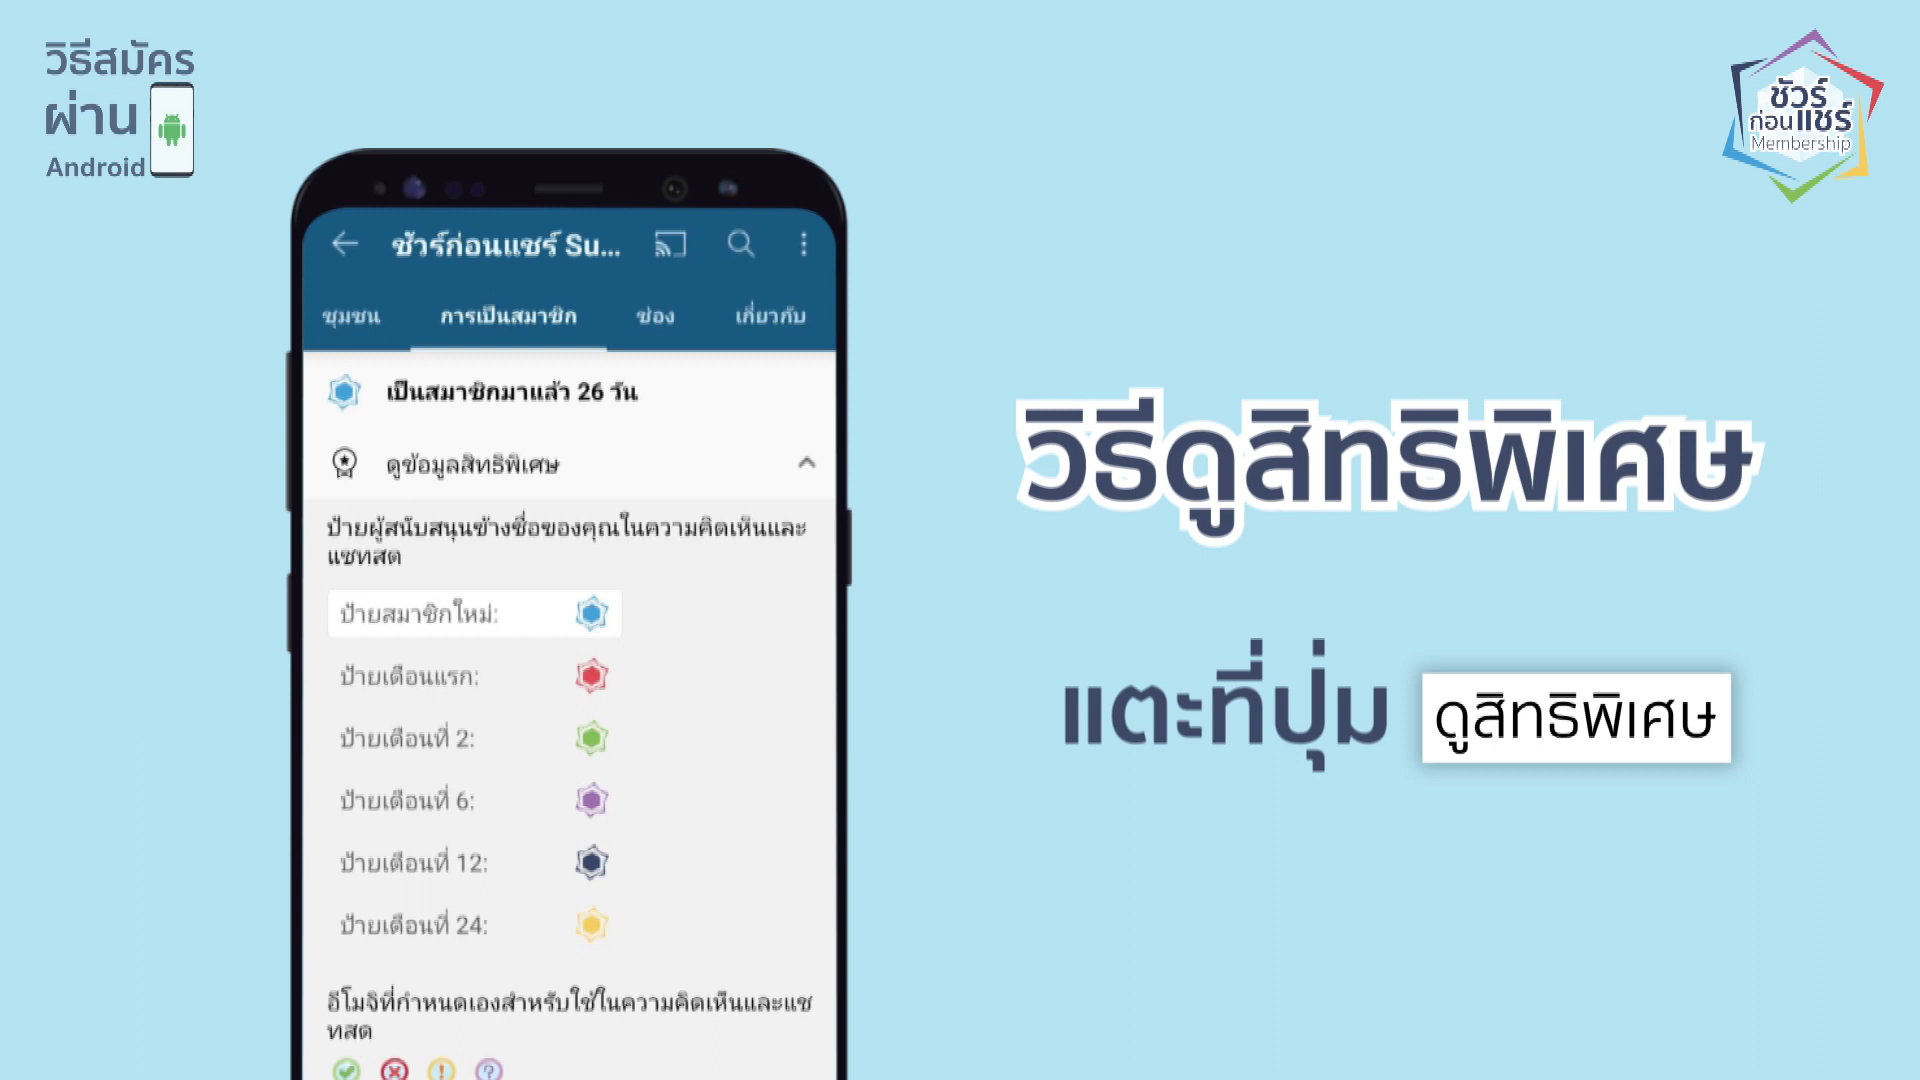 วิธีสมัคร
ผ่าน
Android
ชัวร์
ก่อนแชร์
Membership
ชัวร์ก่อนแชร์ Su...
ชุมชน การเป็นสมาชิก ช่อง เกี่ยวกับ
เป็นสมาชิกมาแล้ว 26 วัน
ดูข้อมูลสิทธิพิเศษ
ป้ายผู้สนับสนุนข้างชื่อของคุณในความคิดเห็นและ
แชทสด
ป้ายสมาชิกใหม่:
ป้ายเดือนแรก:
ป้ายเดือนที่ 2:
ป้ายเดือนที่ 6:
ป้ายเดือนที่ 12:
ป้ายเดือนที่ 24:
อีโมจิที่กำหนดเองสำหรับใช้ในความคิดเห็นและแช
ทสด
วิธีดูสิทธิพิเศษ
แตะที่ปุ่ม ดูสิทธิพิเศษ